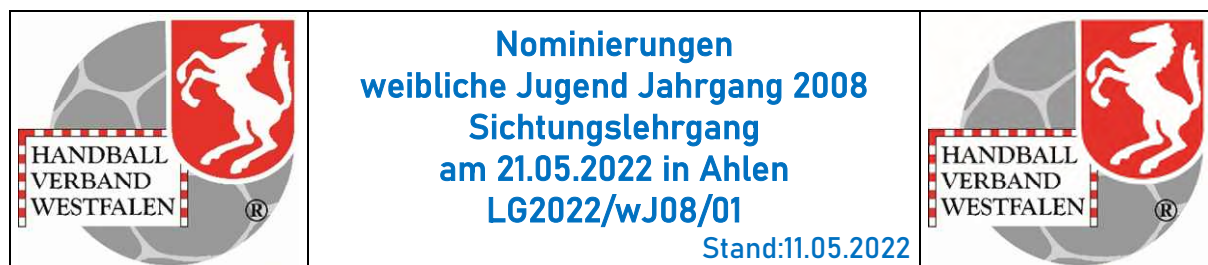 HANDBALL
VERBAND
WESTFALEN ®
Nominierungen
weibliche Jugend Jahrgang 2008
Sichtungslehrgang
am 21.05.2022 in Ahlen
LG2022/wJ08/01
Stand:11.05.2022
HANDBALL
VERBAND
WESTFALEN ®